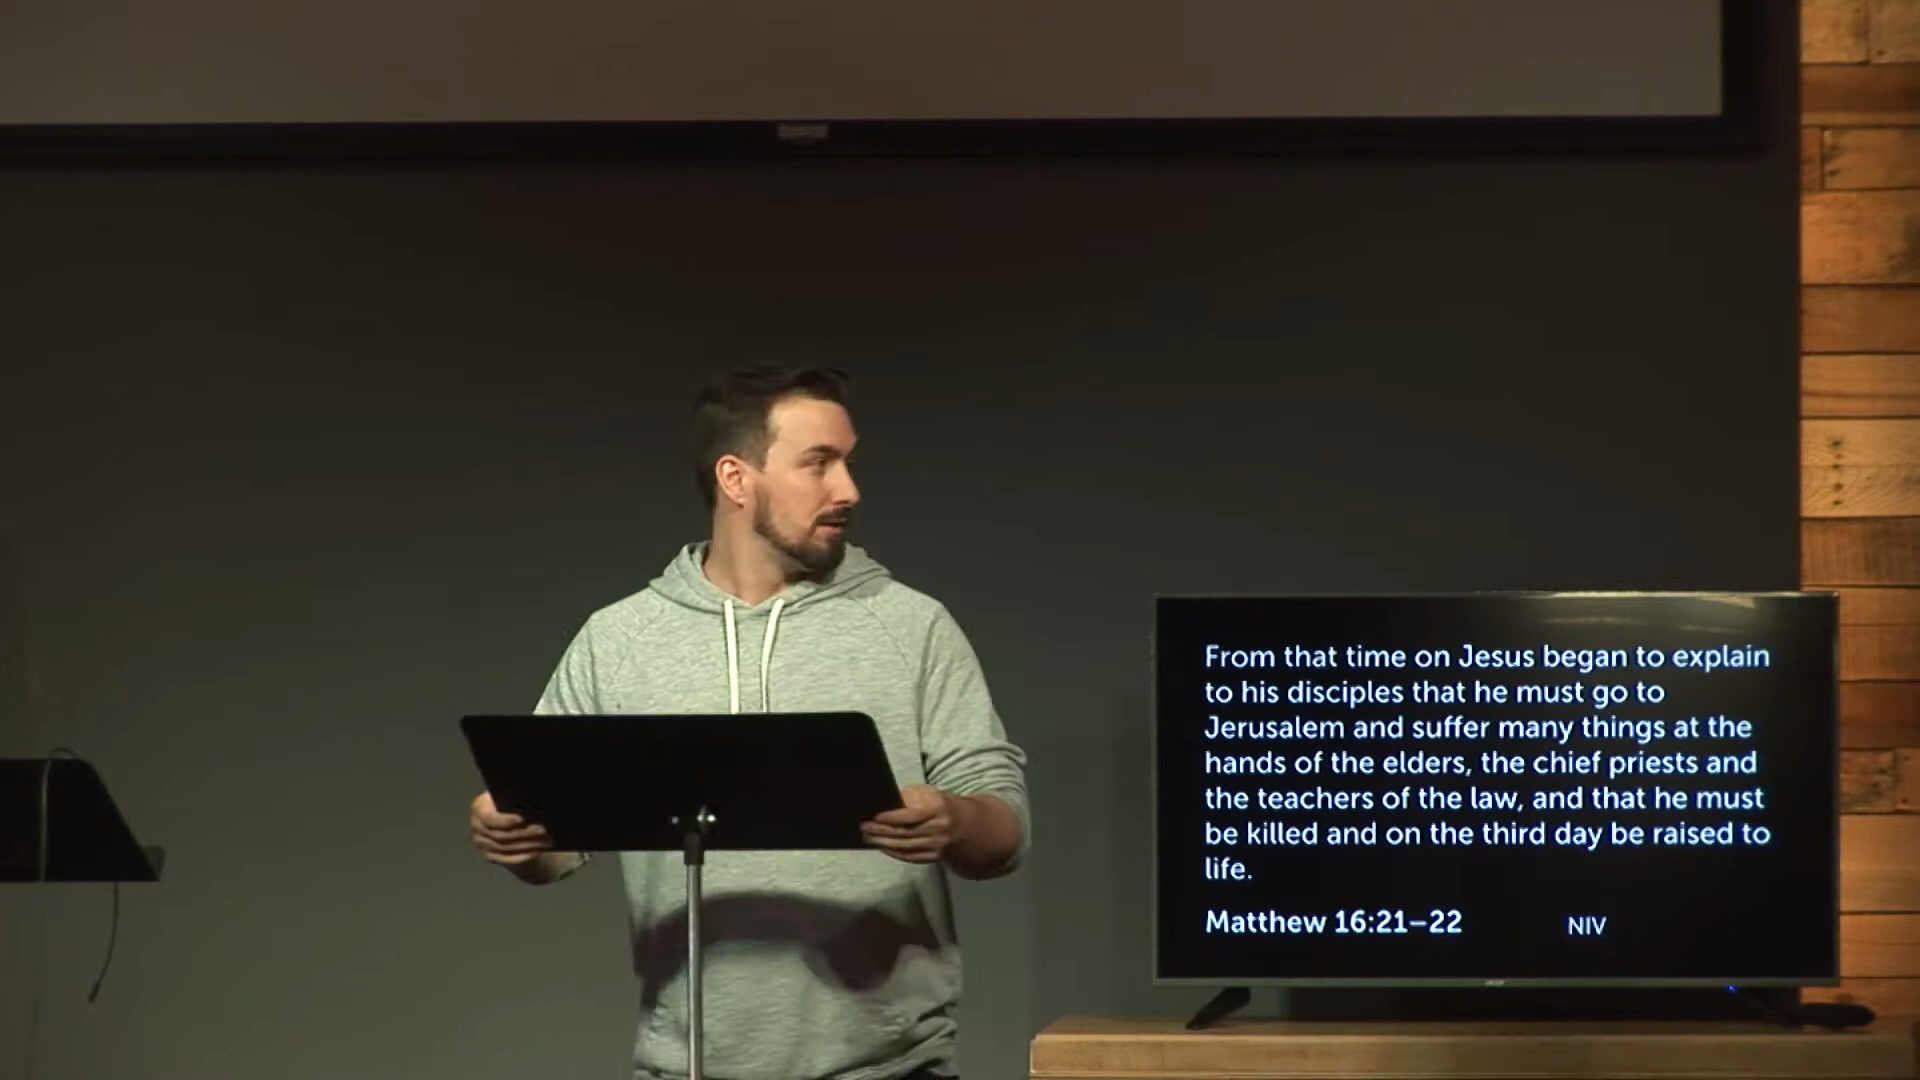 From that time on Jesus began to explain
to his disciples that he must go to
Jerusalem and suffer many things at the
hands of the elders, the chief priests and
the teachers of the law, and that he must
be killed and on the third day be raised to
life.
Matthew 16:21–22 NIV